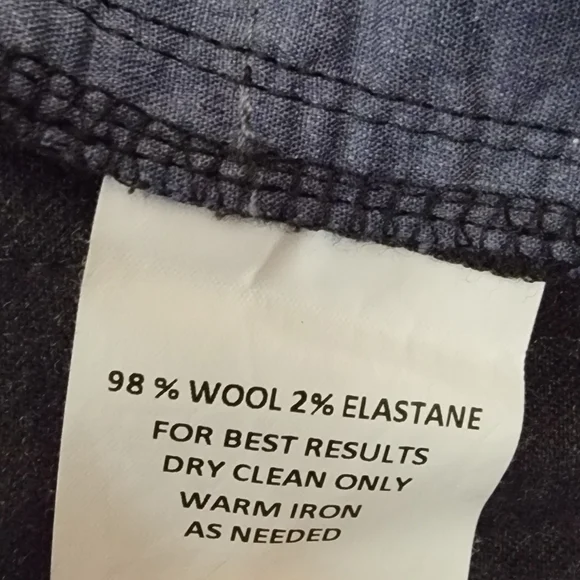 98 % WOOL 2% ELASTANE
FOR BEST RESULTS
DRY CLEAN ONLY
WARM IRON
AS NEEDED